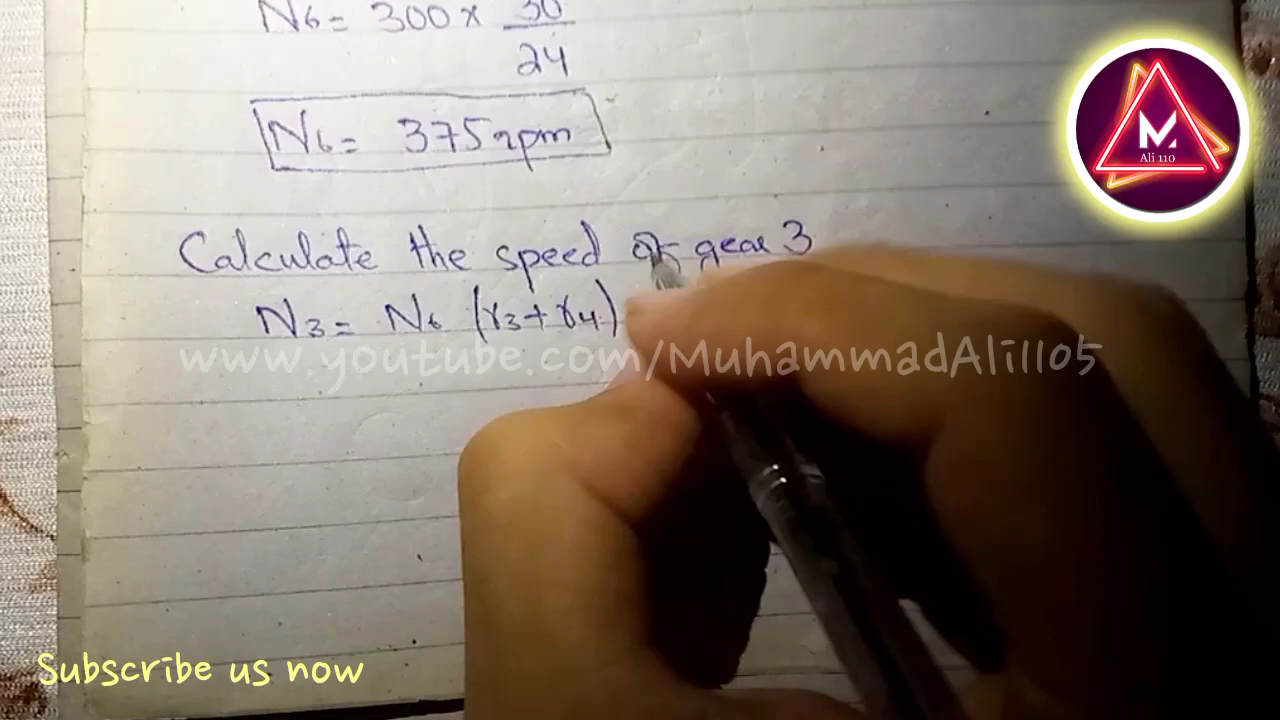 N6 = 300 x 30
24
N6 = 375 rpm
M
Ali 110
Calculate the speed of gear 3
N3 = N6 (r3 + r4)
www.youtube.com/MuhammadAli1105
Subscribe us now